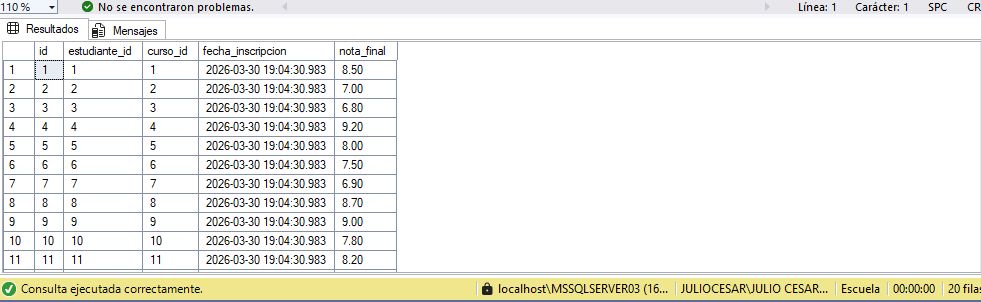 110 % No se encontraron problemas. Línea: 1 Carácter: 1 SPC CR
Resultados Mensajes
id estudiante_id curso_id fecha_inscripcion nota_final
1 1 1 1 2026-03-30 19:04:30.983 8.50
2 2 2 2 2026-03-30 19:04:30.983 7.00
3 3 3 3 2026-03-30 19:04:30.983 6.80
4 4 4 4 2026-03-30 19:04:30.983 9.20
5 5 5 5 2026-03-30 19:04:30.983 8.00
6 6 6 6 2026-03-30 19:04:30.983 7.50
7 7 7 7 2026-03-30 19:04:30.983 6.90
8 8 8 8 2026-03-30 19:04:30.983 8.70
9 9 9 9 2026-03-30 19:04:30.983 9.00
10 10 10 10 2026-03-30 19:04:30.983 7.80
11 11 11 11 2026-03-30 19:04:30.983 8.20
Consulta ejecutada correctamente. localhost\MSSQLSERVER03 (16... JULIOCESAR\JULIO CESAR... Escuela 00:00:00 20 filas